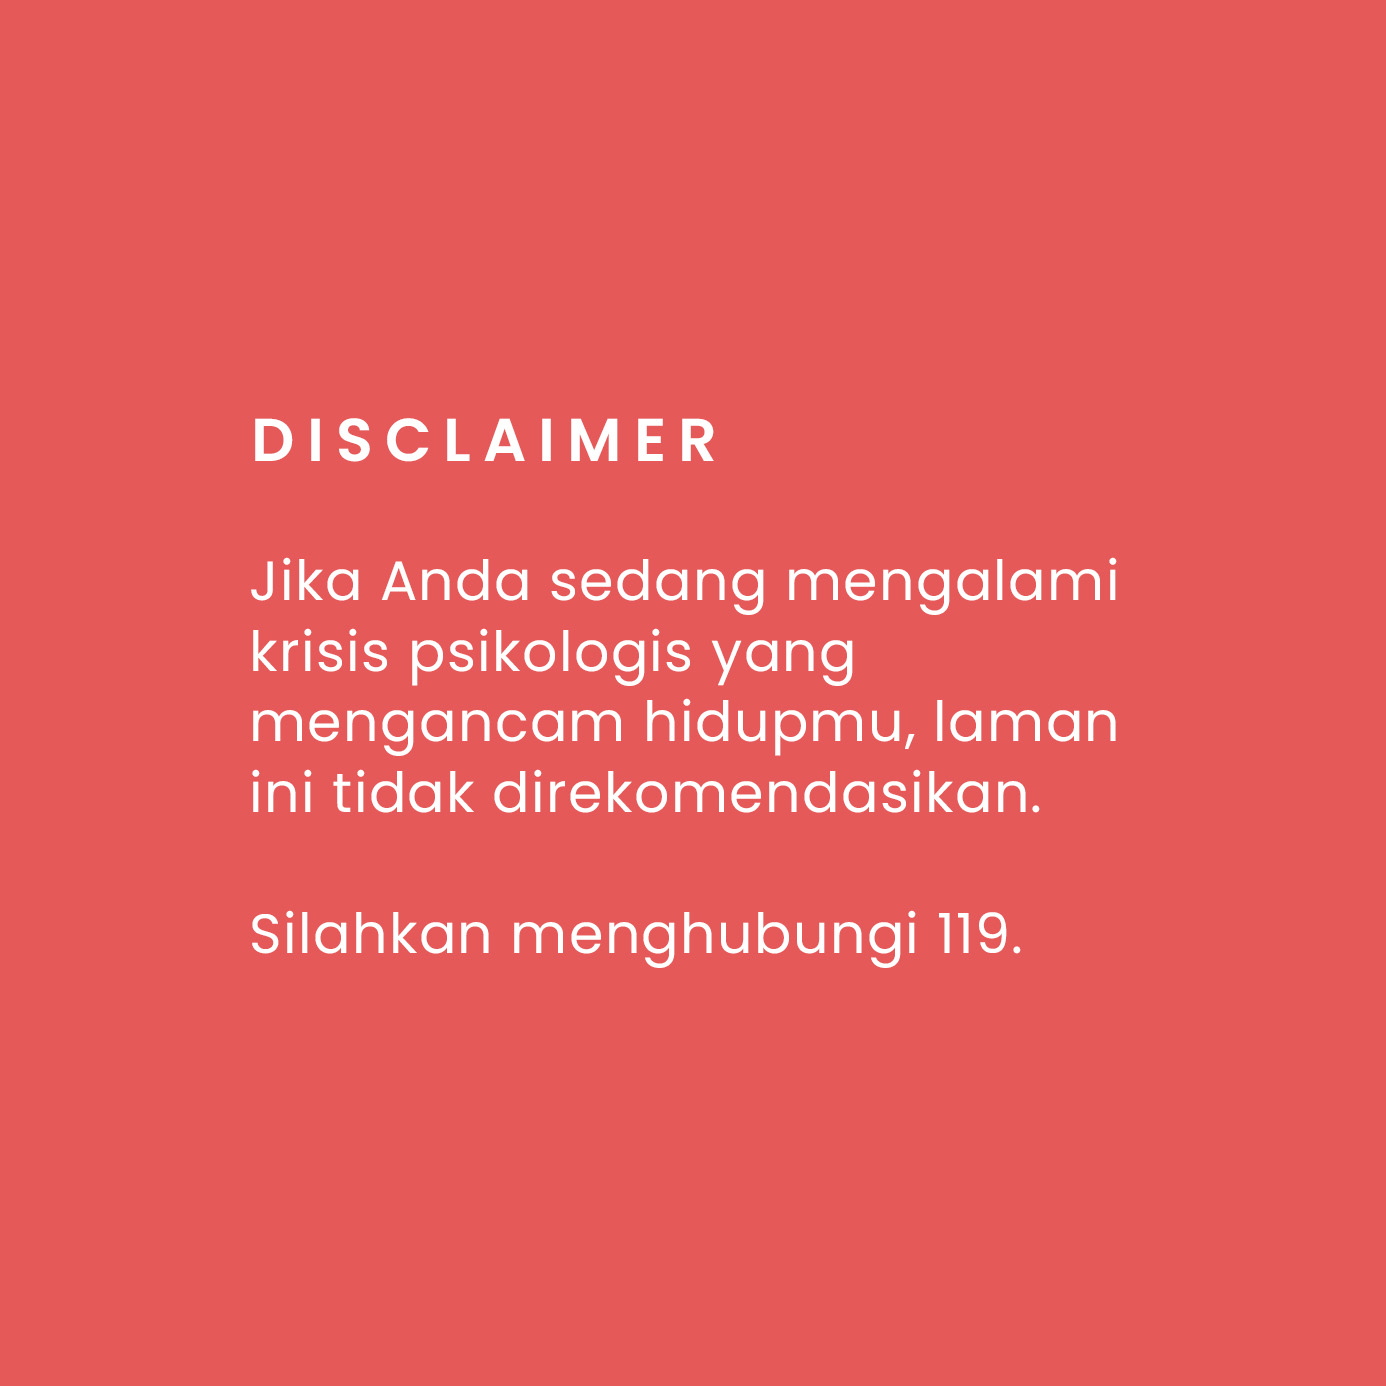 DISCLAIMER
Jika Anda sedang mengalami
krisis psikologis yang
mengancam hidupmu, laman
ini tidak direkomendasikan.
Silahkan menghubungi 119.